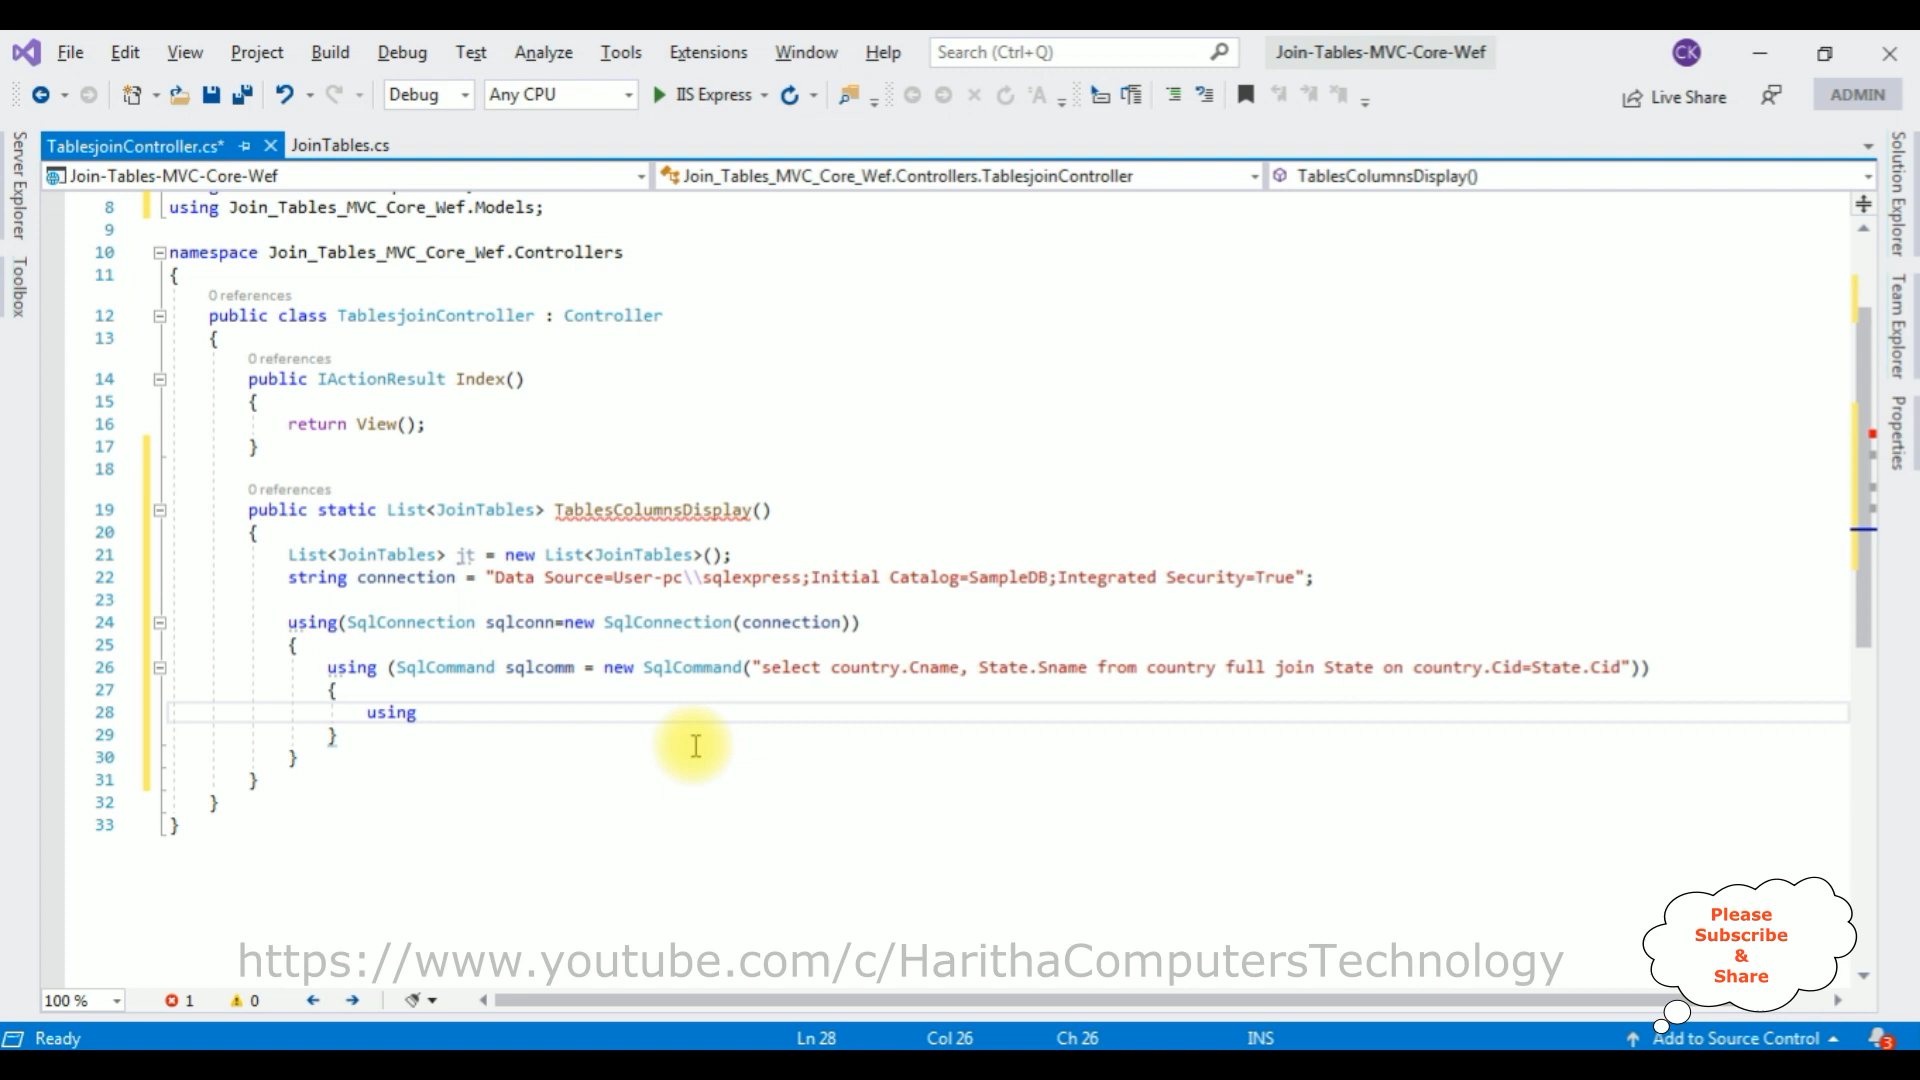 File Edit View Project Build Debug Test Analyze Tools Extensions Window Help Search (Ctrl+Q) Join-Tables-MVC-Core-Wef CK
Debug Any CPU IIS Express Live Share ADMIN
TablesjoinController.cs* JoinTables.cs
Join-Tables-MVC-Core-Wef Join_Tables_MVC_Core_Wef.Controllers.TablesjoinController TablesColumnsDisplay()
Server Explorer
Toolbox
Solution Explorer
Team Explorer
Properties
8 using Join_Tables_MVC_Core_Wef.Models;
9
10 namespace Join_Tables_MVC_Core_Wef.Controllers
11 {
0 references
12 public class TablesjoinController : Controller
13 {
0 references
14 public IActionResult Index()
15 {
16 return View();
17 }
18
0 references
19 public static List<JoinTables> TablesColumnsDisplay()
20 {
21 List<JoinTables> jt = new List<JoinTables>();
22 string connection = "Data Source=User-pc\\sqlexpress;Initial Catalog=SampleDB;Integrated Security=True";
23
24 using(SqlConnection sqlconn=new SqlConnection(connection))
25 {
26 using (SqlCommand sqlcomm = new SqlCommand("select country.Cname, State.Sname from country full join State on country.Cid=State.Cid"))
27 {
28 using
29 }
30 }
31 }
32 }
33 }
Please
Subscribe
&
Share
https://www.youtube.com/c/HarithaComputersTechnology
100 % 1 0
Ready Ln 28 Col 26 Ch 26 INS Add to Source Control 3